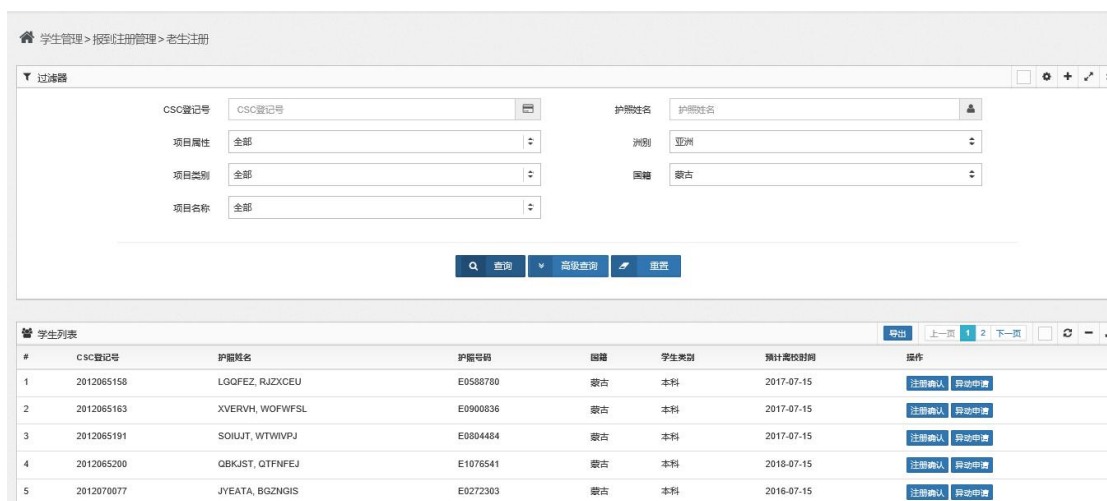 学生管理>报到注册管理>老生注册
过滤器
CSC登记号 CSC登记号 护照姓名 护照姓名
项目属性 全部 洲别 亚洲
项目类别 全部 国籍 蒙古
项目名称 全部
查询 高级查询 重置
学生列表 导出 上一页 1 2 下一页
# CSC登记号 护照姓名 护照号码 国籍 学生类别 预计离校时间 操作
1 2012065158 LGQFEZ, RJZXCEU E0588780 蒙古 本科 2017-07-15 注册确认 异动申请
2 2012065163 XVERVH, WOFWFSL E0900836 蒙古 本科 2017-07-15 注册确认 异动申请
3 2012065191 SOIUJT, WTWIVPJ E0804484 蒙古 本科 2017-07-15 注册确认 异动申请
4 2012065200 QBKJST, QTFNFEJ E1076541 蒙古 本科 2018-07-15 注册确认 异动申请
5 2012070077 JYEATA, BGZNGIS E0272303 蒙古 本科 2016-07-15 注册确认 异动申请